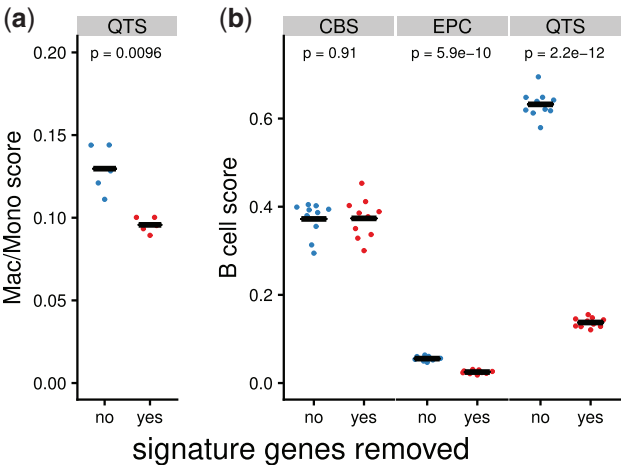 (a)
QTS
p = 0.0096
Mac/Mono score
0.20
0.15
0.10
0.05
0.00
no yes
(b)
CBS EPC QTS
p = 0.91 p = 5.9e−10 p = 2.2e−12
B cell score
0.6
0.4
0.2
0.0
no yes no yes no yes
signature genes removed